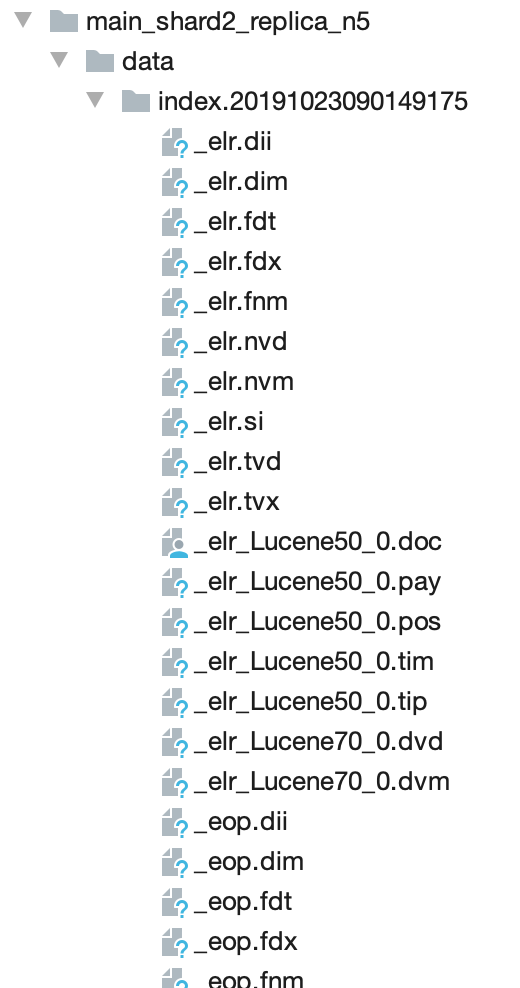 main_shard2_replica_n5
data
index.20191023090149175
_elr.dii
_elr.dim
_elr.fdt
_elr.fdx
_elr.fnm
_elr.nvd
_elr.nvm
_elr.si
_elr.tvd
_elr.tvx
_elr_Lucene50_0.doc
_elr_Lucene50_0.pay
_elr_Lucene50_0.pos
_elr_Lucene50_0.tim
_elr_Lucene50_0.tip
_elr_Lucene70_0.dvd
_elr_Lucene70_0.dvm
_eop.dii
_eop.dim
_eop.fdt
_eop.fdx
_eop.fnm